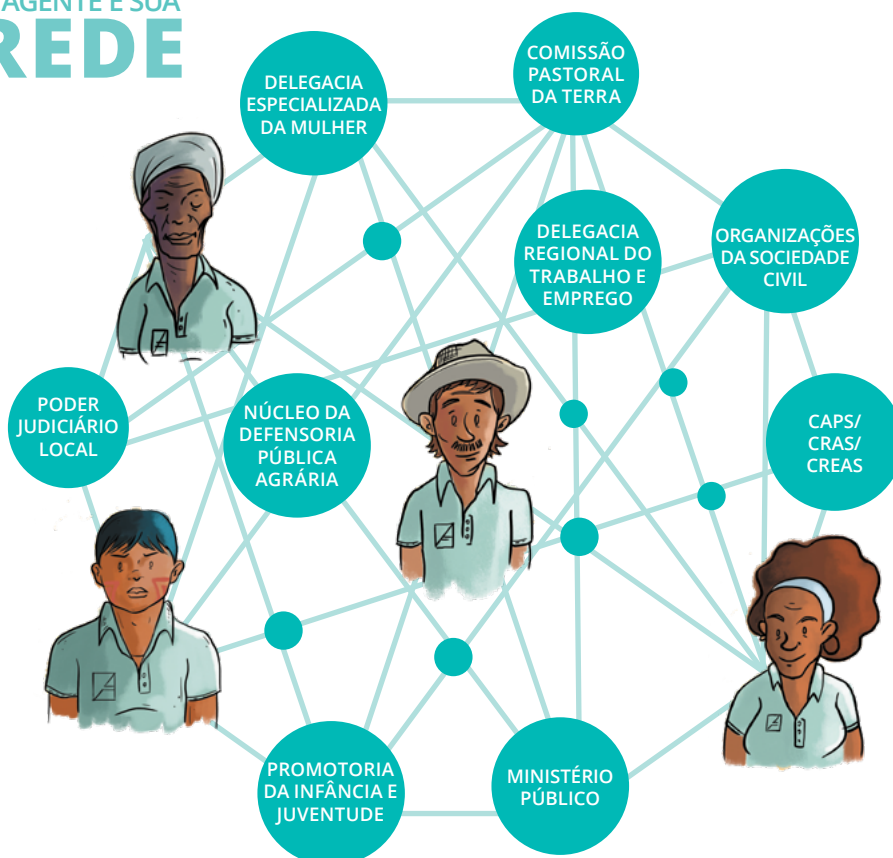 AGENTE E SUA
REDE
DELEGACIA
ESPECIALIZADA
DA MULHER
COMISSÃO
PASTORAL
DA TERRA
DELEGACIA
REGIONAL DO
TRABALHO E
EMPREGO
ORGANIZAÇÕES
DA SOCIEDADE
CIVIL
PODER
JUDICIÁRIO
LOCAL
NÚCLEO DA
DEFENSORIA
PÚBLICA
AGRÁRIA
CAPS/
CRAS/
CREAS
PROMOTORIA
DA INFÂNCIA E
JUVENTUDE
MINISTÉRIO
PÚBLICO